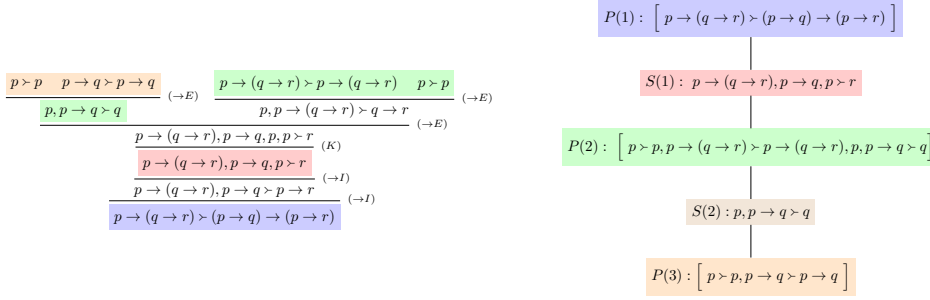 p ≻ p    p → q ≻ p → q (→E)
p → (q → r) ≻ p → (q → r)    p ≻ p (→E)
p, p → q ≻ q    p, p → (q → r) ≻ q → r (→E)
p → (q → r), p → q, p, p ≻ r (K)
p → (q → r), p → q, p ≻ r (→I)
p → (q → r), p → q ≻ p → r (→I)
p → (q → r) ≻ (p → q) → (p → r)
P(1) : [ p → (q → r) ≻ (p → q) → (p → r) ]
S(1) : p → (q → r), p → q, p ≻ r
P(2) : [ p ≻ p, p → (q → r) ≻ p → (q → r), p, p → q ≻ q ]
S(2) : p, p → q ≻ q
P(3) : [ p ≻ p, p → q ≻ p → q ]